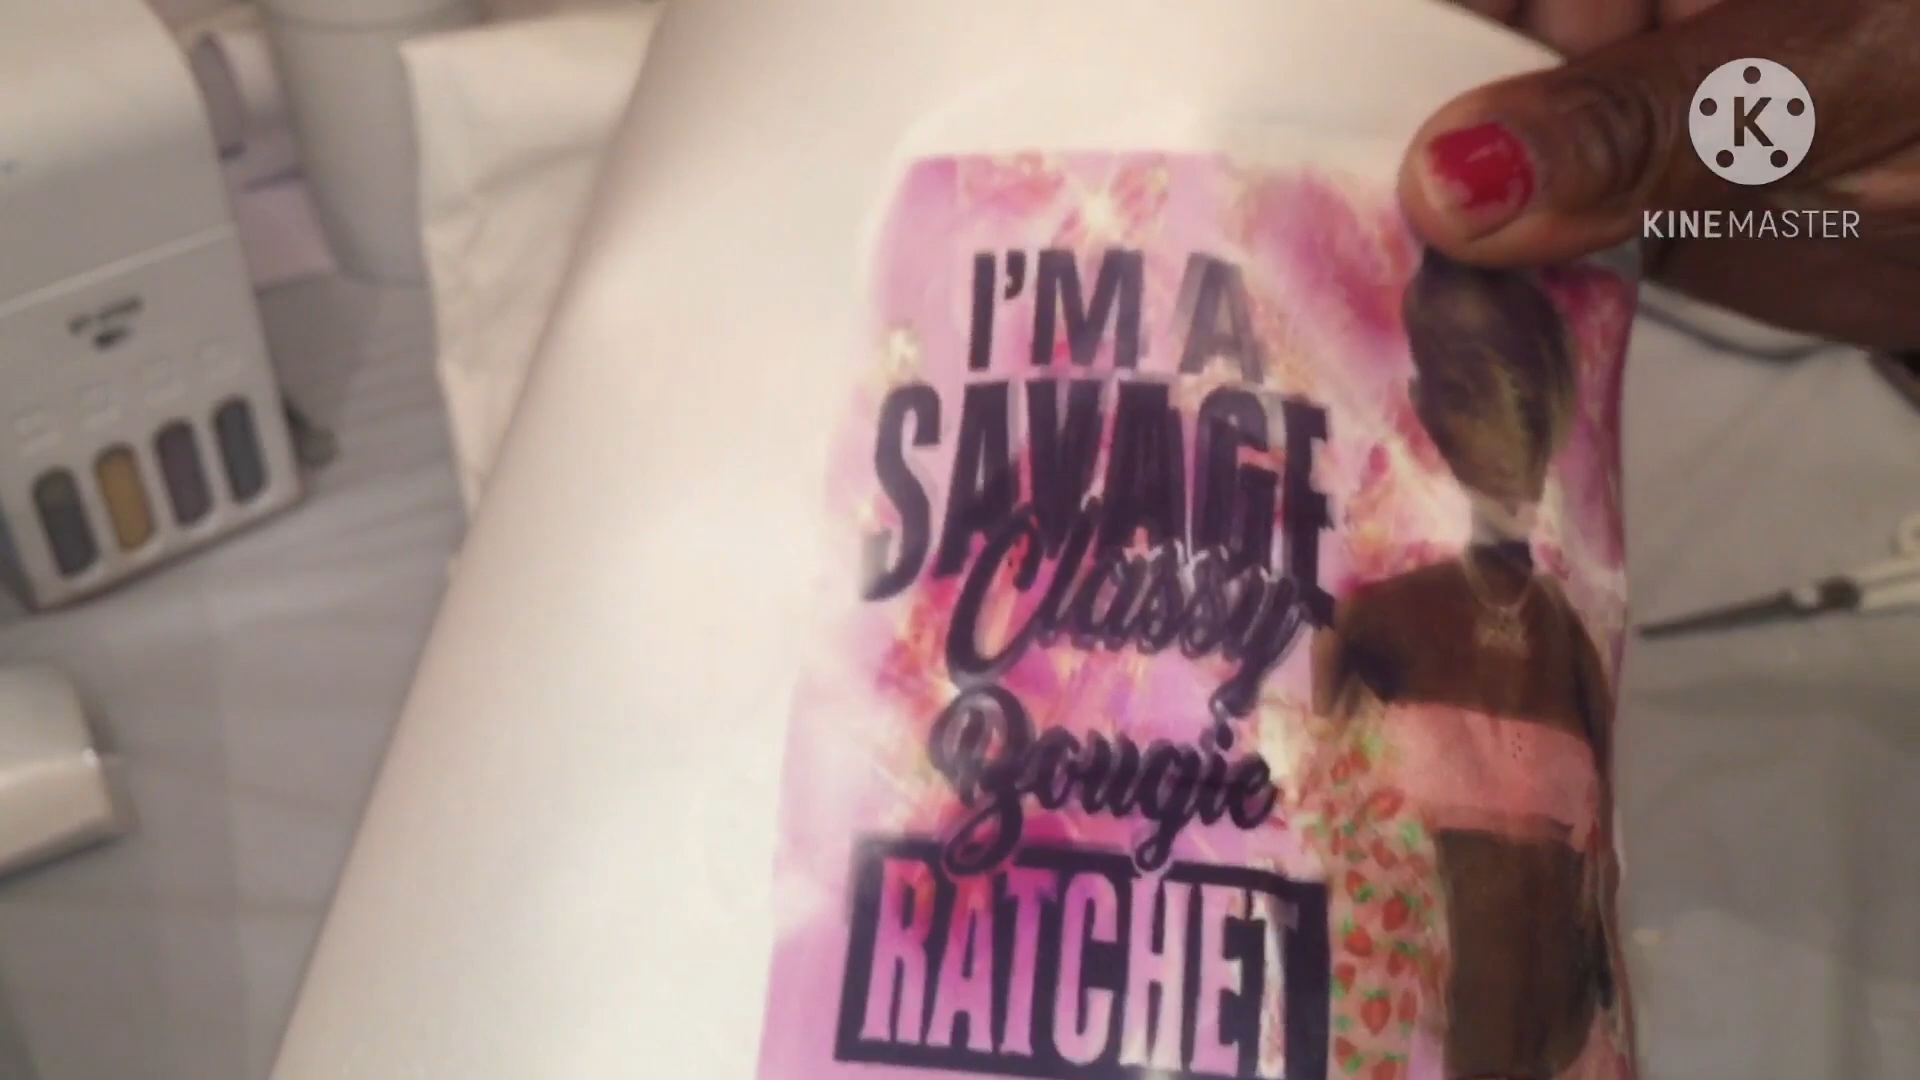 I'M A
SAVAGE
Classy
Bougie
RATCHET
K
KINEMASTER